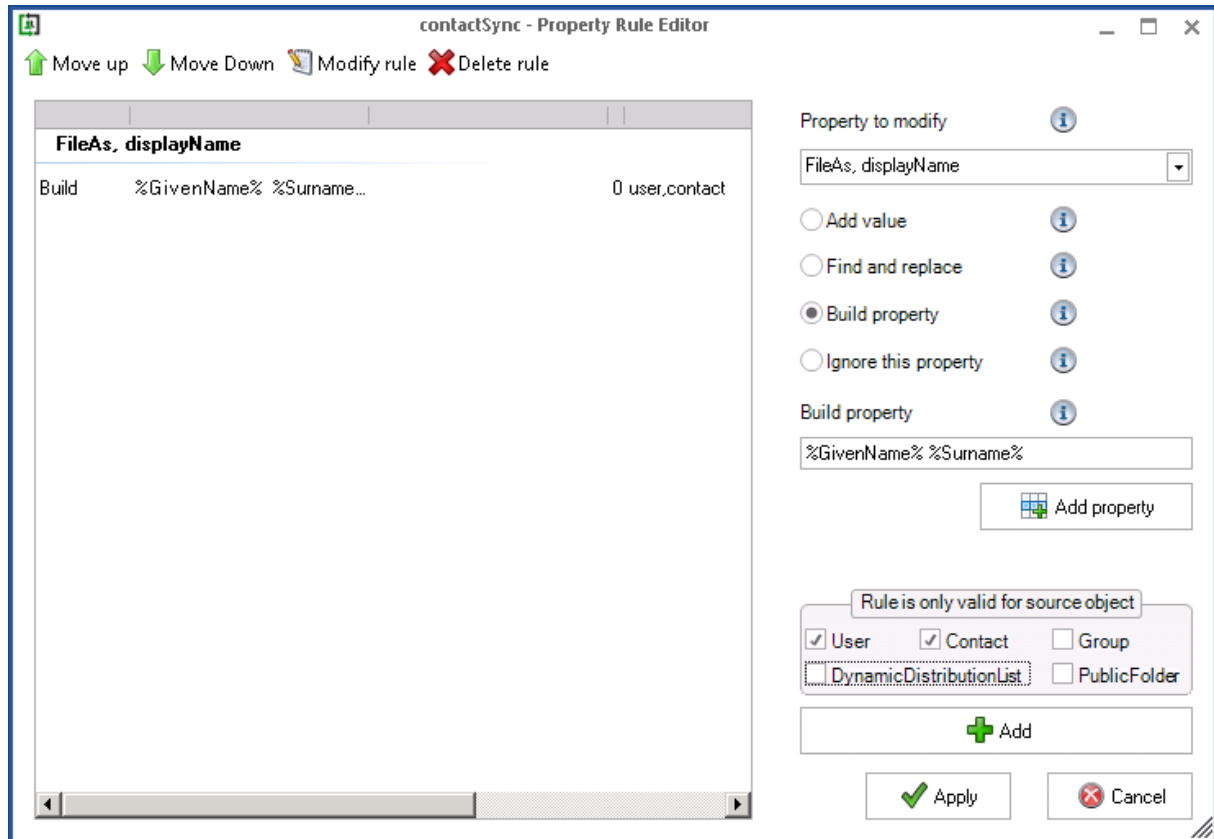 contactSync - Property Rule Editor
Move up Move Down Modify rule Delete rule
FileAs, displayName
Build %GivenName% %Surname... 0 user,contact
Property to modify
FileAs, displayName
Add value
Find and replace
Build property
Ignore this property
Build property
%GivenName% %Surname%
Add property
Rule is only valid for source object
User Contact Group
DynamicDistributionList PublicFolder
Add
Apply Cancel